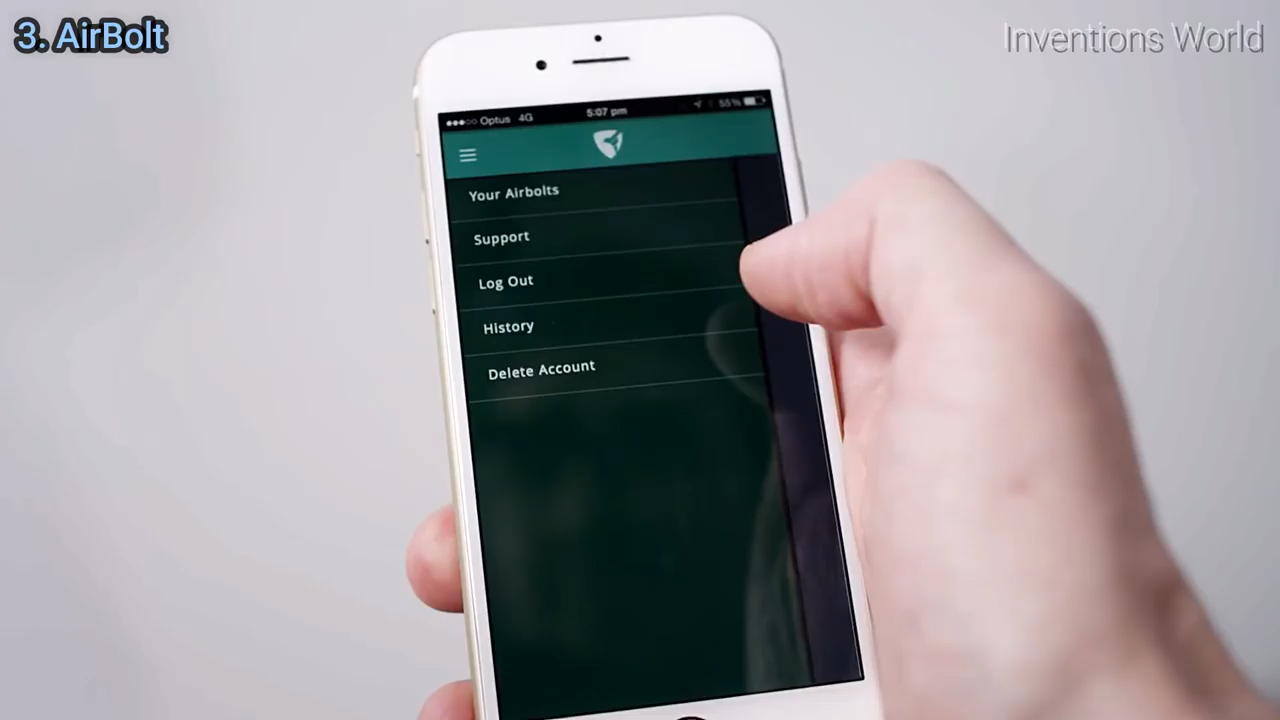 3. AirBolt
Inventions World
Optus 4G 5:07 pm 55%
Your Airbolts
Support
Log Out
History
Delete Account